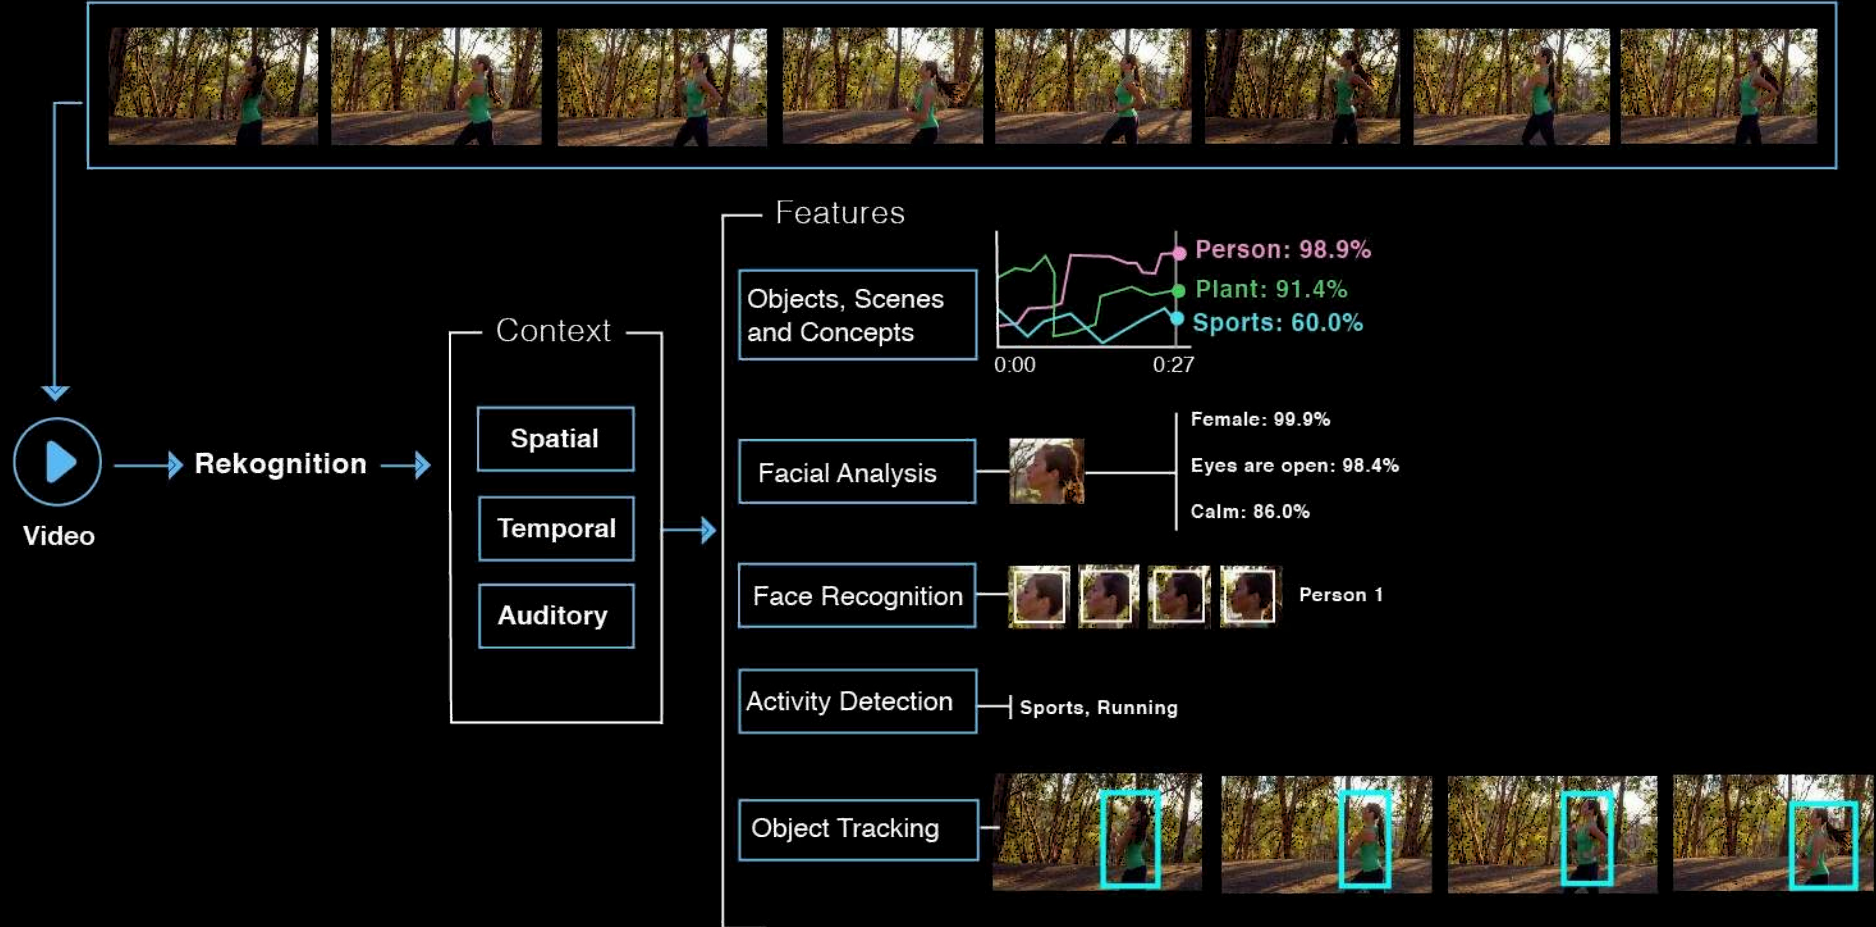 Features
Person: 98.9%
Plant: 91.4%
Sports: 60.0%
Objects, Scenes
and Concepts
0:00
0:27
Context
Spatial
Temporal
Auditory
Rekognition
Video
Facial Analysis
Female: 99.9%
Eyes are open: 98.4%
Calm: 86.0%
Face Recognition
Person 1
Activity Detection
Sports, Running
Object Tracking